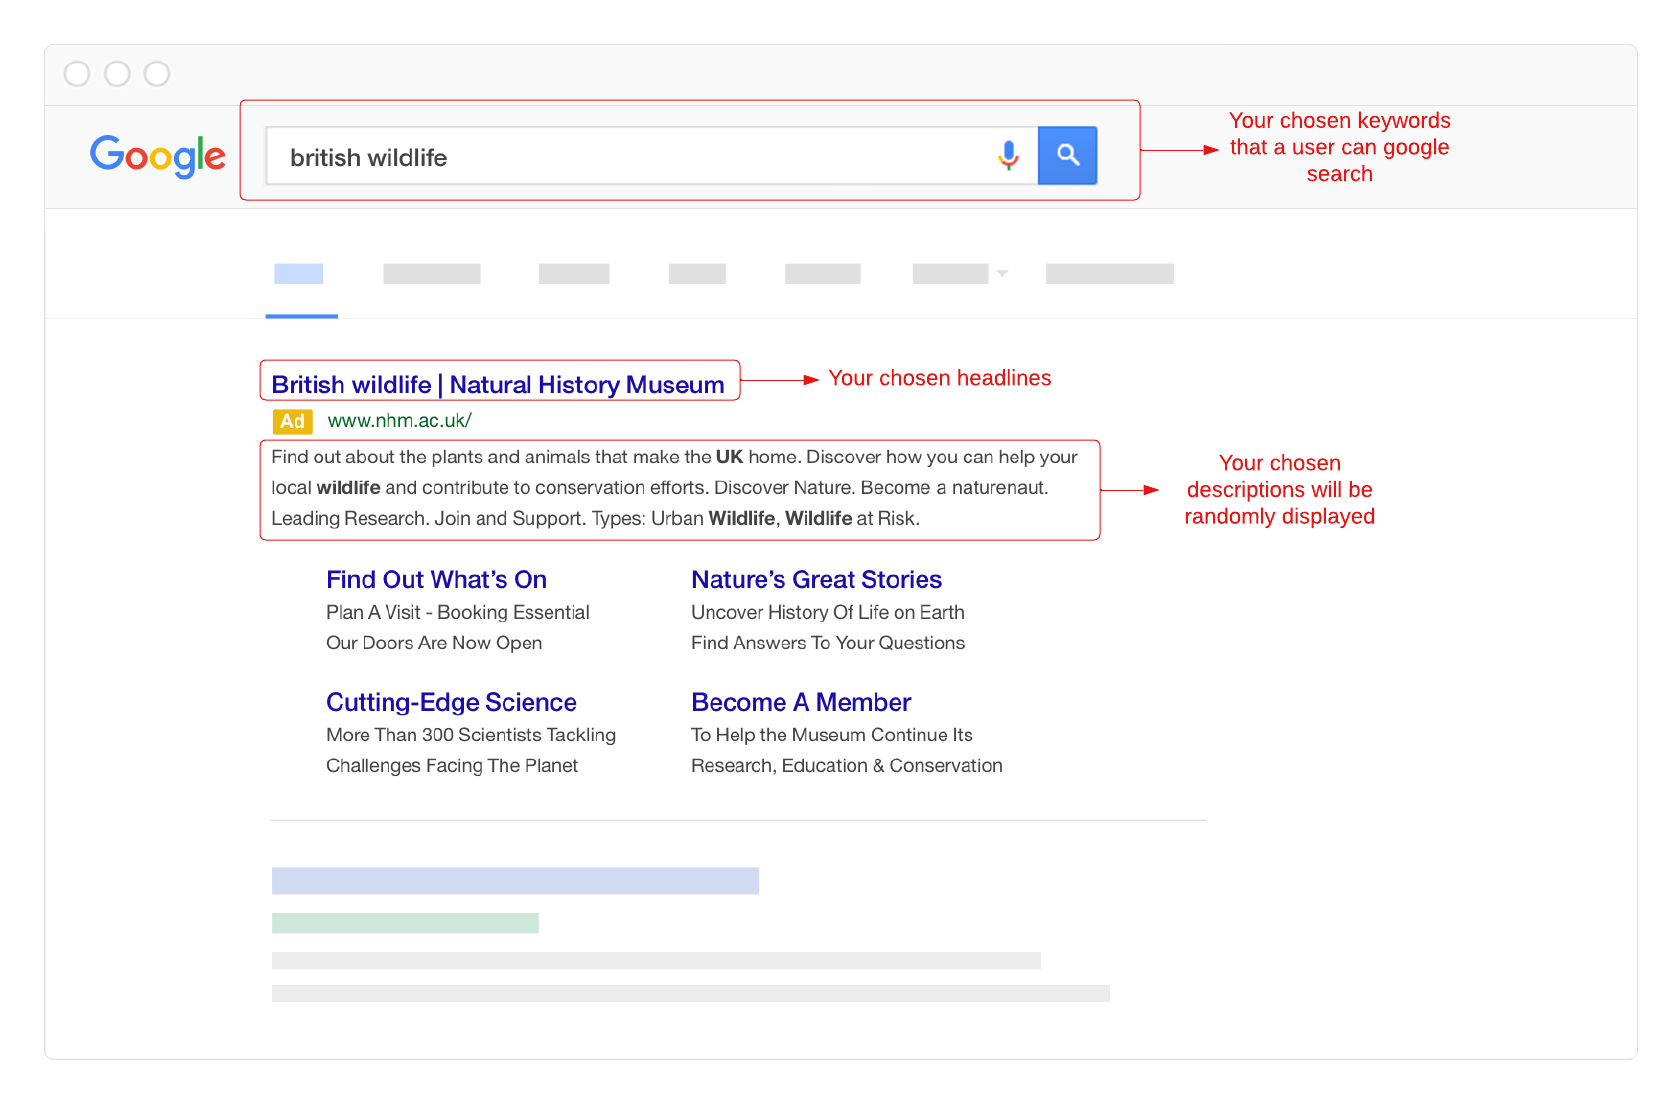 Google
british wildlife
Your chosen keywords
that a user can google
search
British wildlife | Natural History Museum
Your chosen headlines
Ad www.nhm.ac.uk/
Find out about the plants and animals that make the UK home. Discover how you can help your
local wildlife and contribute to conservation efforts. Discover Nature. Become a naturenaut.
Leading Research. Join and Support. Types: Urban Wildlife, Wildlife at Risk.
Your chosen
descriptions will be
randomly displayed
Find Out What’s On
Plan A Visit - Booking Essential
Our Doors Are Now Open
Nature’s Great Stories
Uncover History Of Life on Earth
Find Answers To Your Questions
Cutting-Edge Science
More Than 300 Scientists Tackling
Challenges Facing The Planet
Become A Member
To Help the Museum Continue Its
Research, Education & Conservation